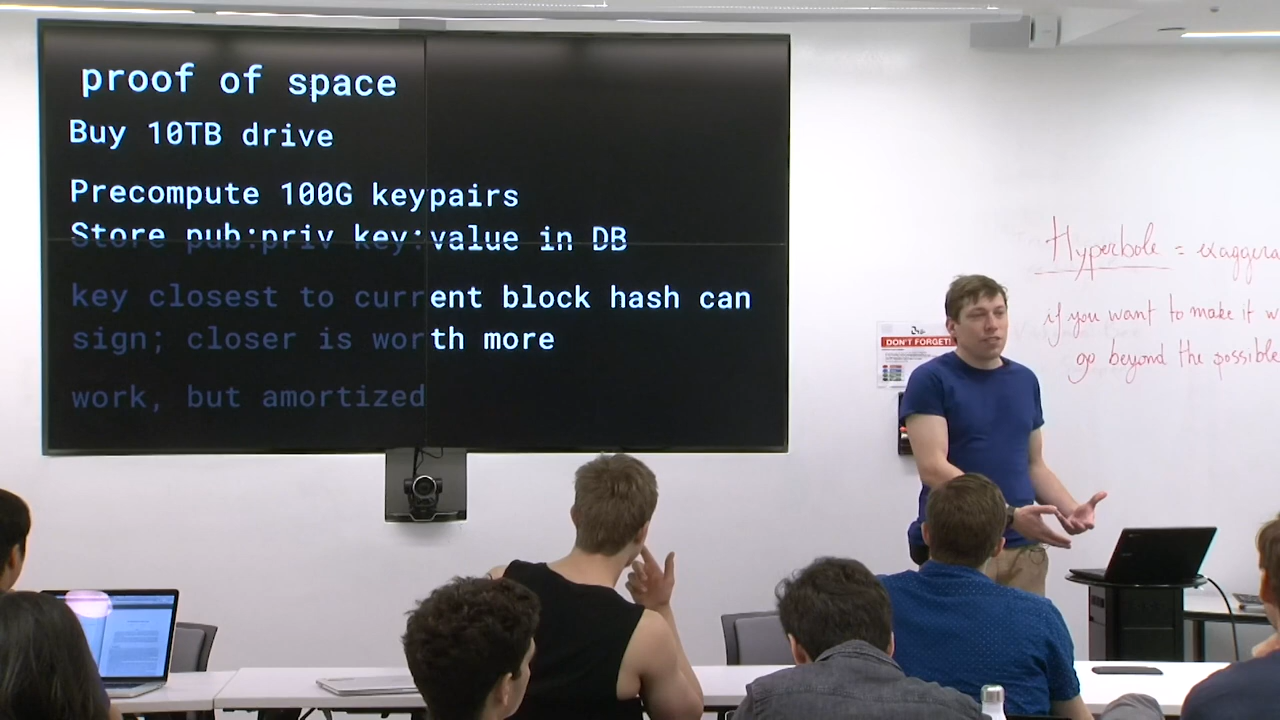 proof of space
Buy 10TB drive
Precompute 100G keypairs
Store pub:priv key:value in DB
key closest to current block hash can
sign; closer is worth more
work, but amortized
Hyperbole = exaggera
if you want to make it w
go beyond the possible
DON'T FORGET!